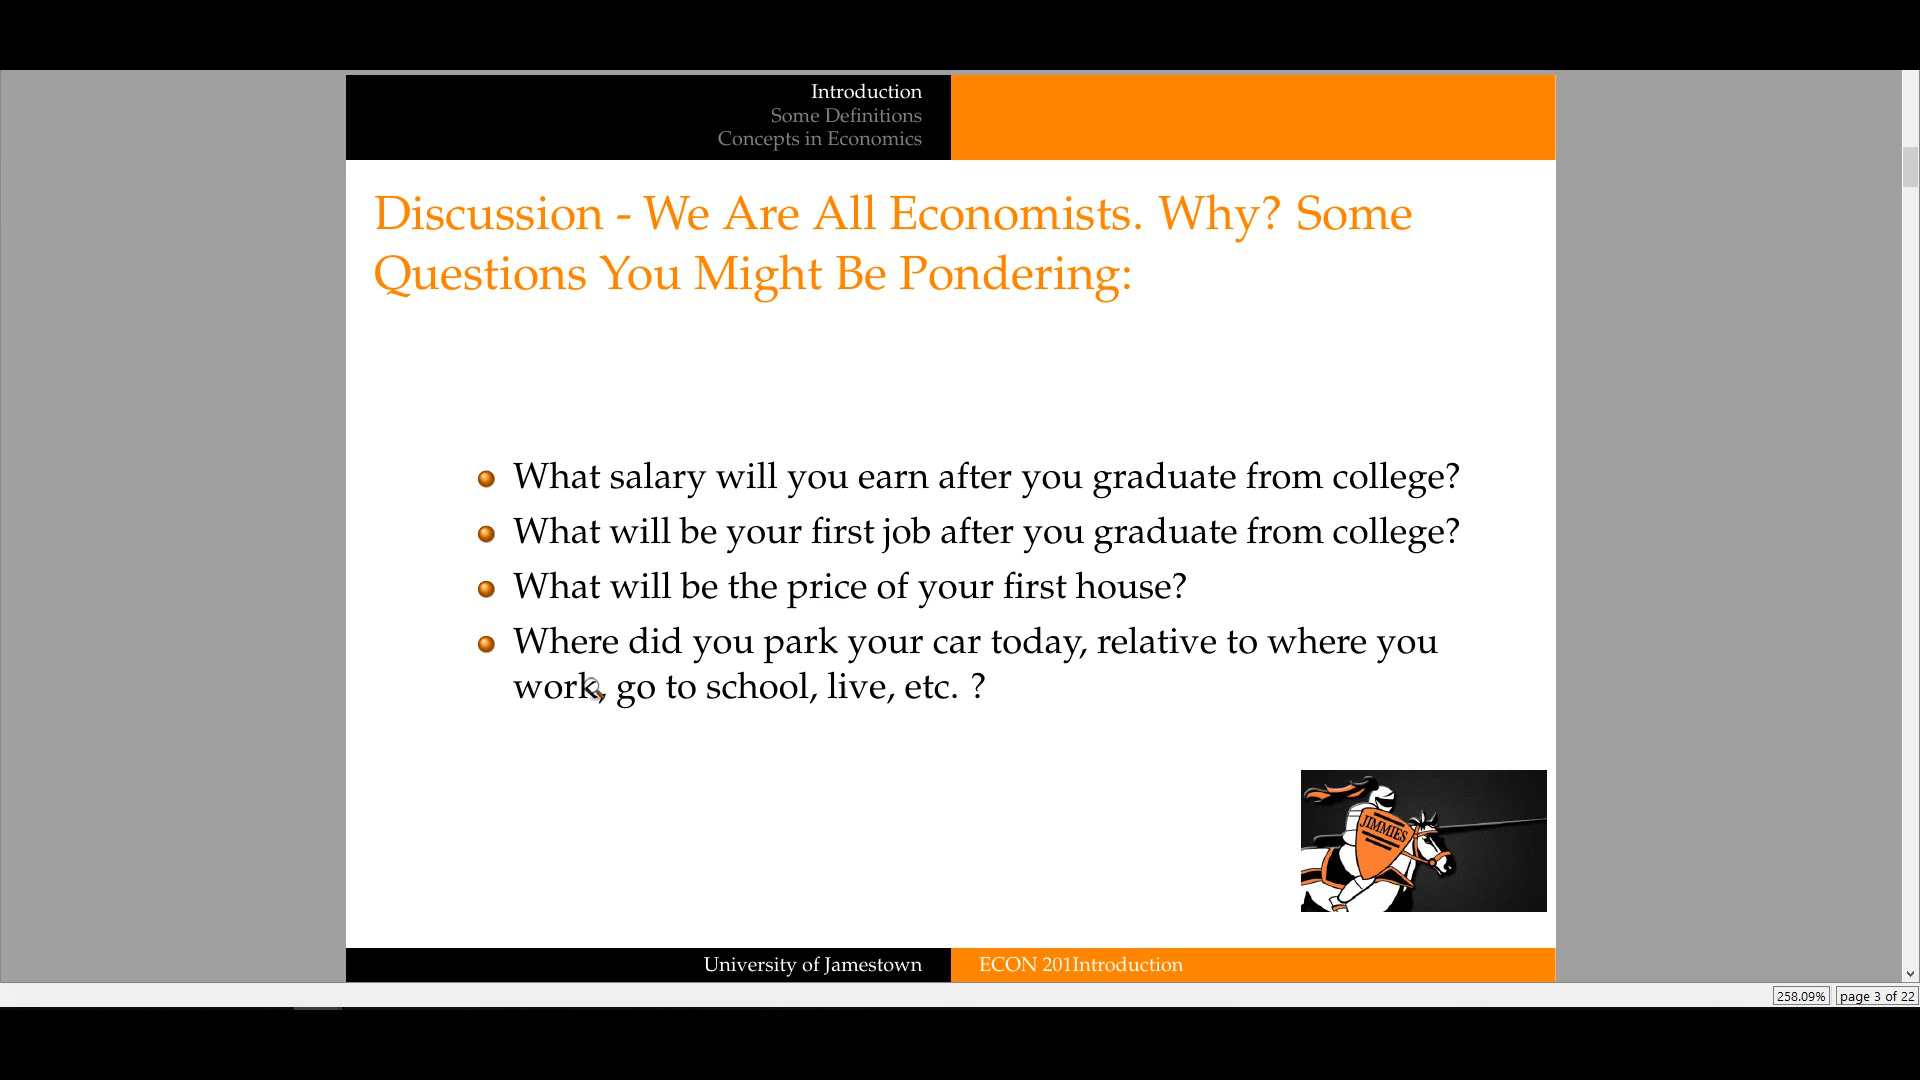 Introduction
Some Definitions
Concepts in Economics
Discussion - We Are All Economists. Why? Some
Questions You Might Be Pondering:
What salary will you earn after you graduate from college?
What will be your first job after you graduate from college?
What will be the price of your first house?
Where did you park your car today, relative to where you
work, go to school, live, etc. ?
JIMMIES
University of Jamestown
ECON 201Introduction
258.09%
page 3 of 22